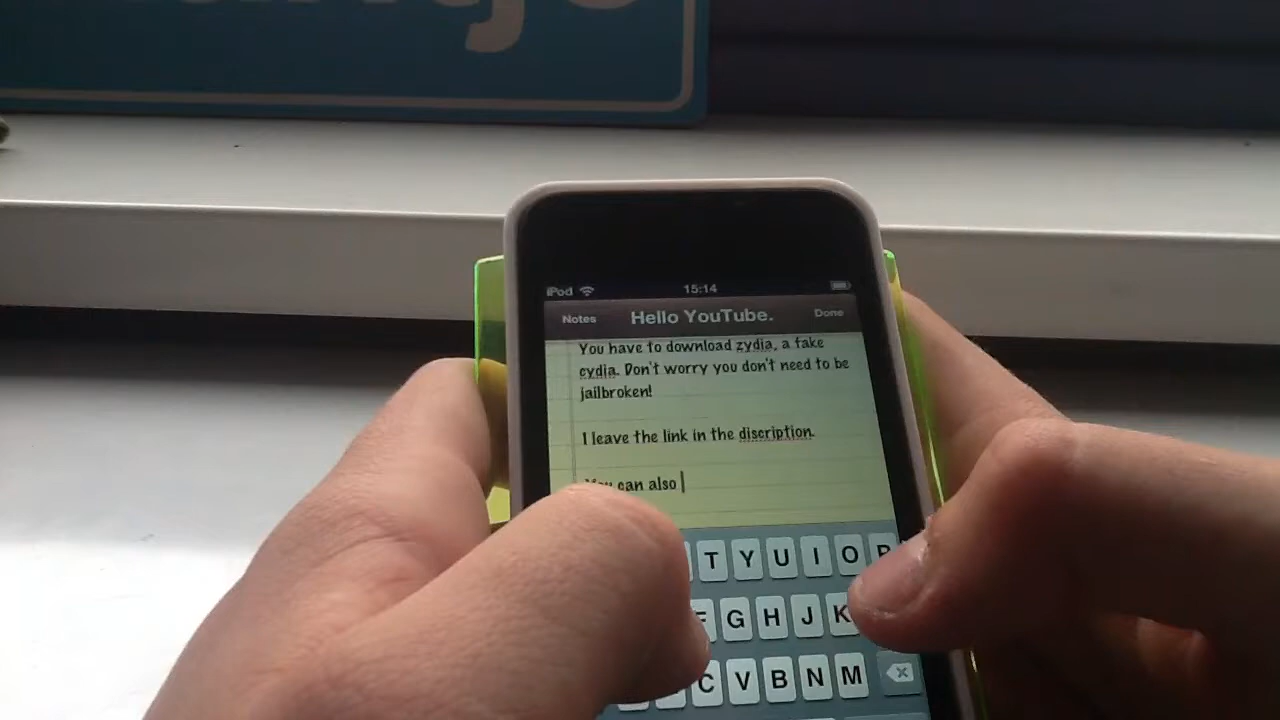 iPod 15:14
Notes Hello YouTube. Done
You have to download zydia, a fake
cydia. Don't worry you don't need to be
jailbroken!
I leave the link in the discription.
You can also
T Y U I O P
F G H J K
C V B N M